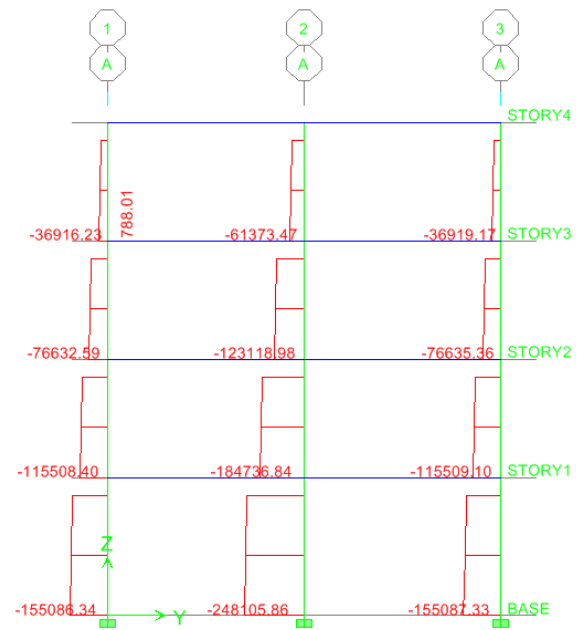 1 2 3
A A A
STORY4
788.01
-36916.23 -61373.47 -36919.17 STORY3
-76632.59 -123118.98 -76635.36 STORY2
-115508.40 -184736.84 -115509.10 STORY1
Z
Y
-155086.34 -248105.86 -155087.33 BASE